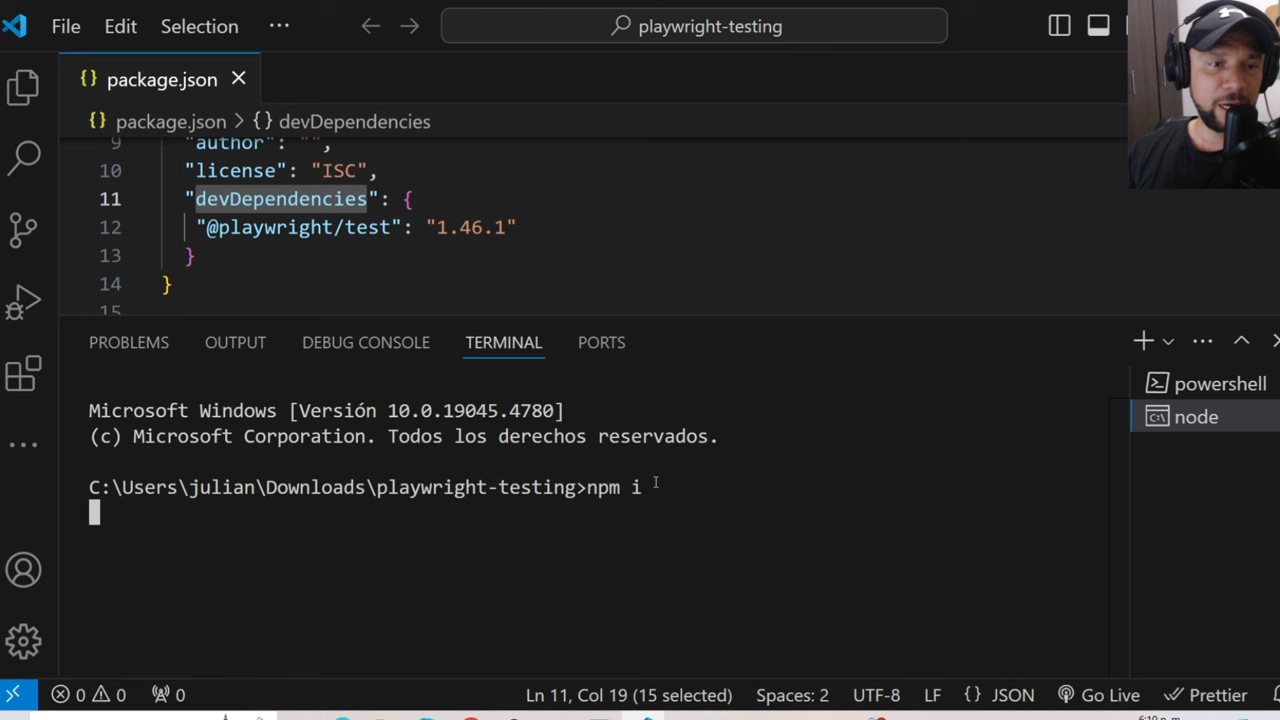 File Edit Selection ··· playwright-testing
{} package.json
{} package.json > {} devDependencies
9 "author": "",
10 "license": "ISC",
11 "devDependencies": {
12 "@playwright/test": "1.46.1"
13 }
14 }
15
PROBLEMS OUTPUT DEBUG CONSOLE TERMINAL PORTS
Microsoft Windows [Versión 10.0.19045.4780]
(c) Microsoft Corporation. Todos los derechos reservados.
C:\Users\julian\Downloads\playwright-testing>npm i
powershell
node
0 0 0 Ln 11, Col 19 (15 selected) Spaces: 2 UTF-8 LF {} JSON Go Live Prettier